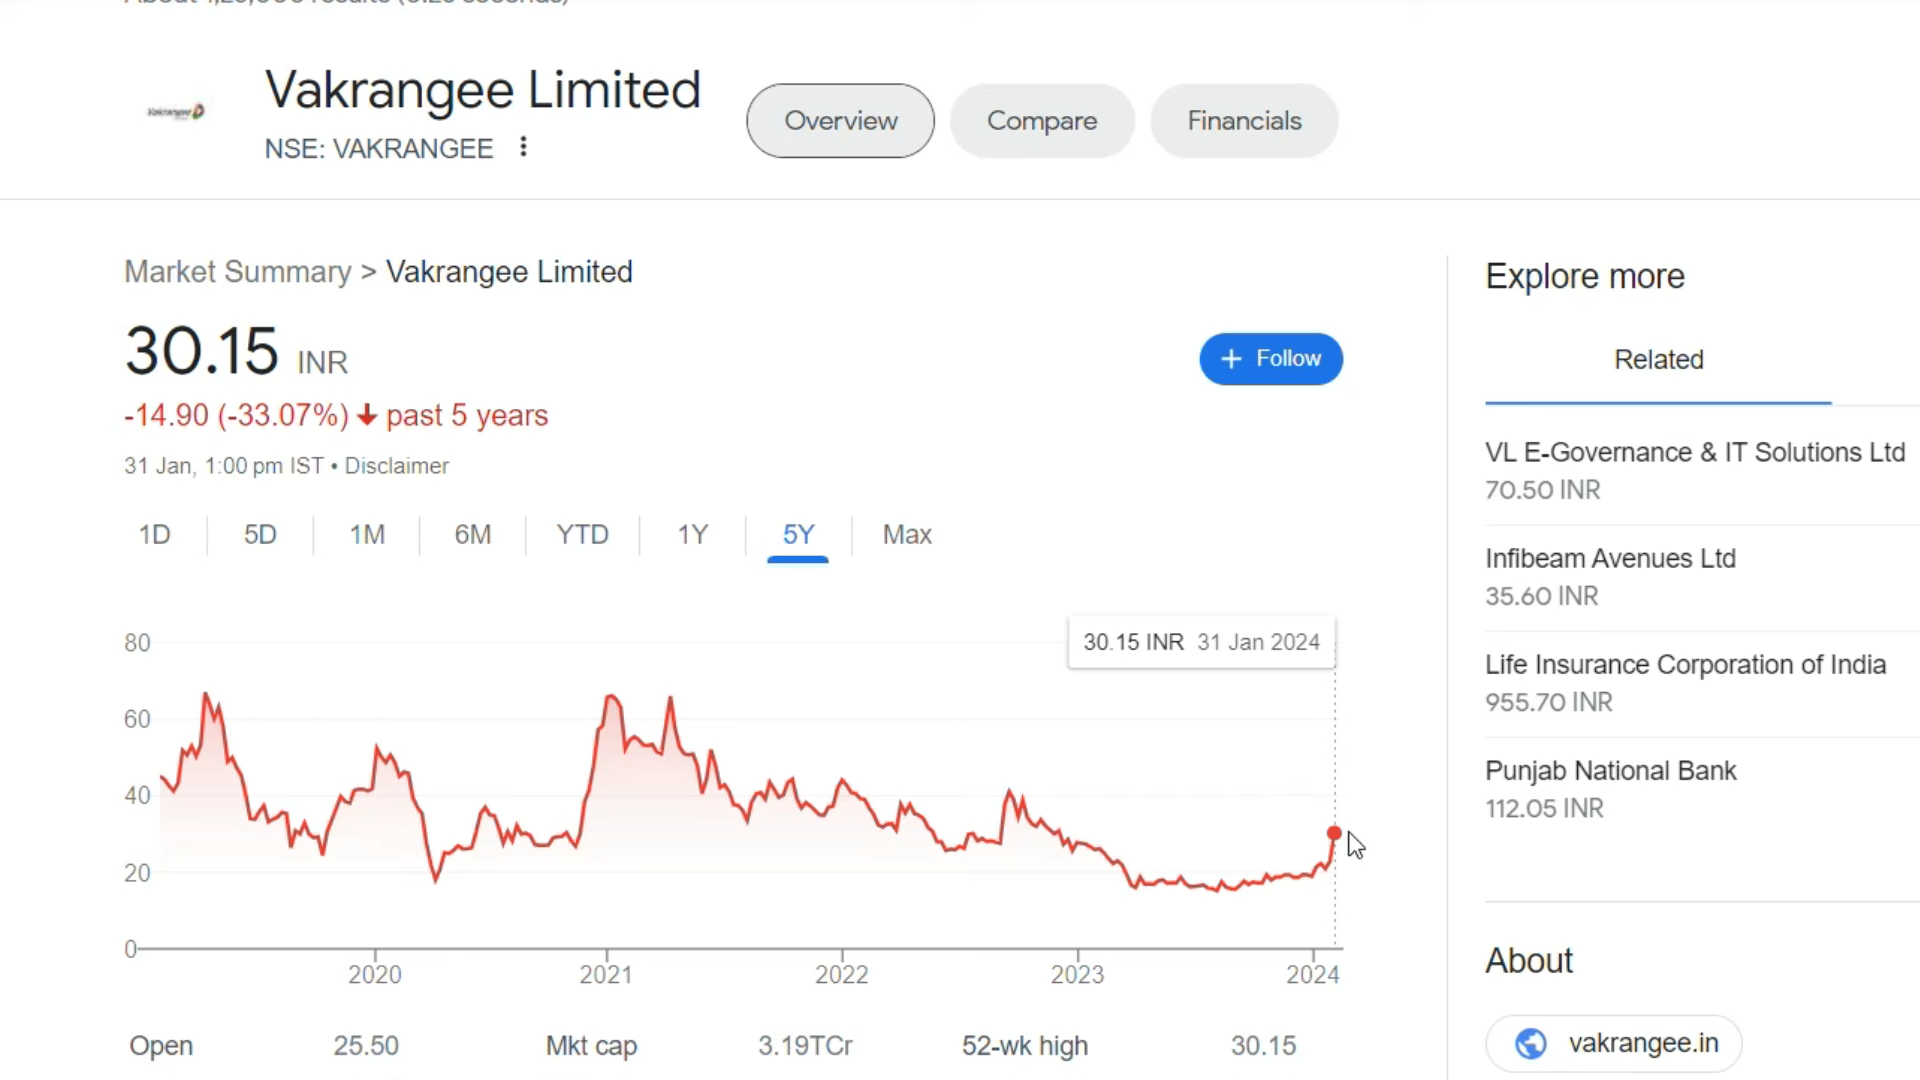 Vakrangee Limited
Vakrangee
NSE: VAKRANGEE
Overview
Compare
Financials
Market Summary > Vakrangee Limited
30.15 INR
+ Follow
-14.90 (-33.07%) ↓ past 5 years
31 Jan, 1:00 pm IST • Disclaimer
1D 5D 1M 6M YTD 1Y 5Y Max
30.15 INR 31 Jan 2024
80
60
40
20
0
2020 2021 2022 2023 2024
Open 25.50 Mkt cap 3.19TCr 52-wk high 30.15
Explore more
Related
VL E-Governance & IT Solutions Ltd
70.50 INR
Infibeam Avenues Ltd
35.60 INR
Life Insurance Corporation of India
955.70 INR
Punjab National Bank
112.05 INR
About
vakrangee.in